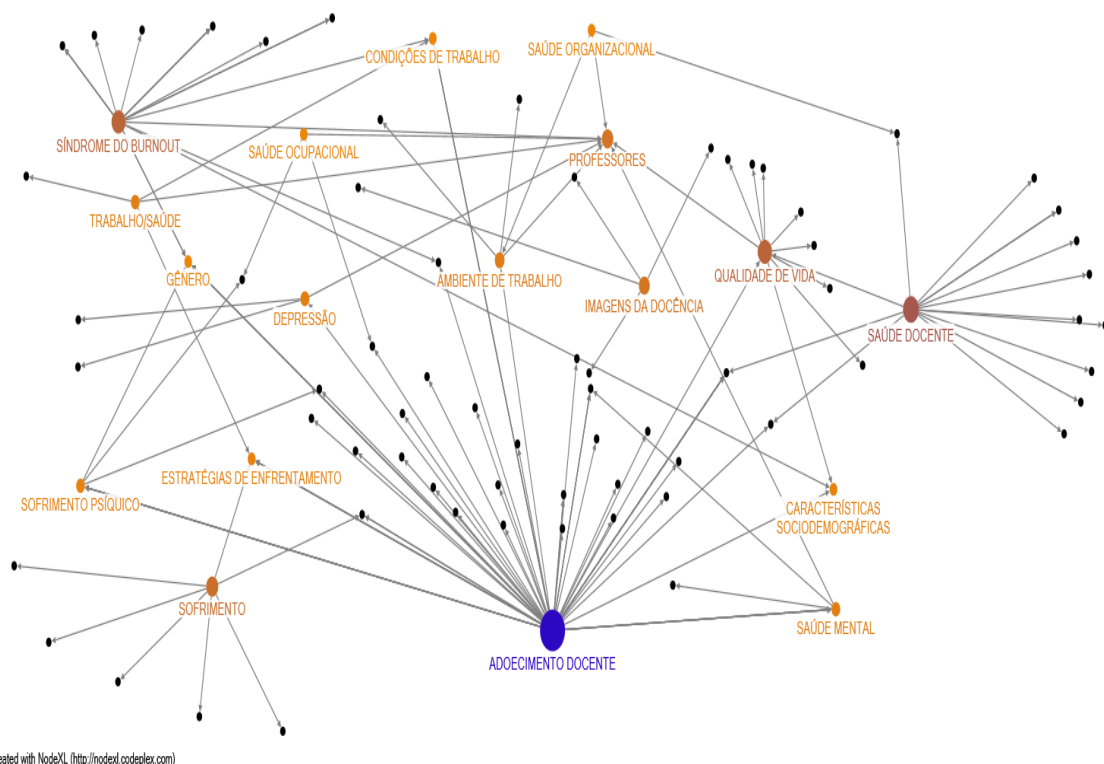 SAÚDE ORGANIZACIONAL
CONDIÇÕES DE TRABALHO
SÍNDROME DO BURNOUT
SAÚDE OCUPACIONAL
PROFESSORES
TRABALHO/SAÚDE
GÊNERO
AMBIENTE DE TRABALHO
QUALIDADE DE VIDA
IMAGENS DA DOCÊNCIA
DEPRESSÃO
SAÚDE DOCENTE
ESTRATÉGIAS DE ENFRENTAMENTO
SOFRIMENTO PSÍQUICO
CARACTERÍSTICAS
SOCIODEMOGRÁFICAS
SOFRIMENTO
SAÚDE MENTAL
ADOECIMENTO DOCENTE
eated with NodeXL (http://nodexl.codeplex.com)